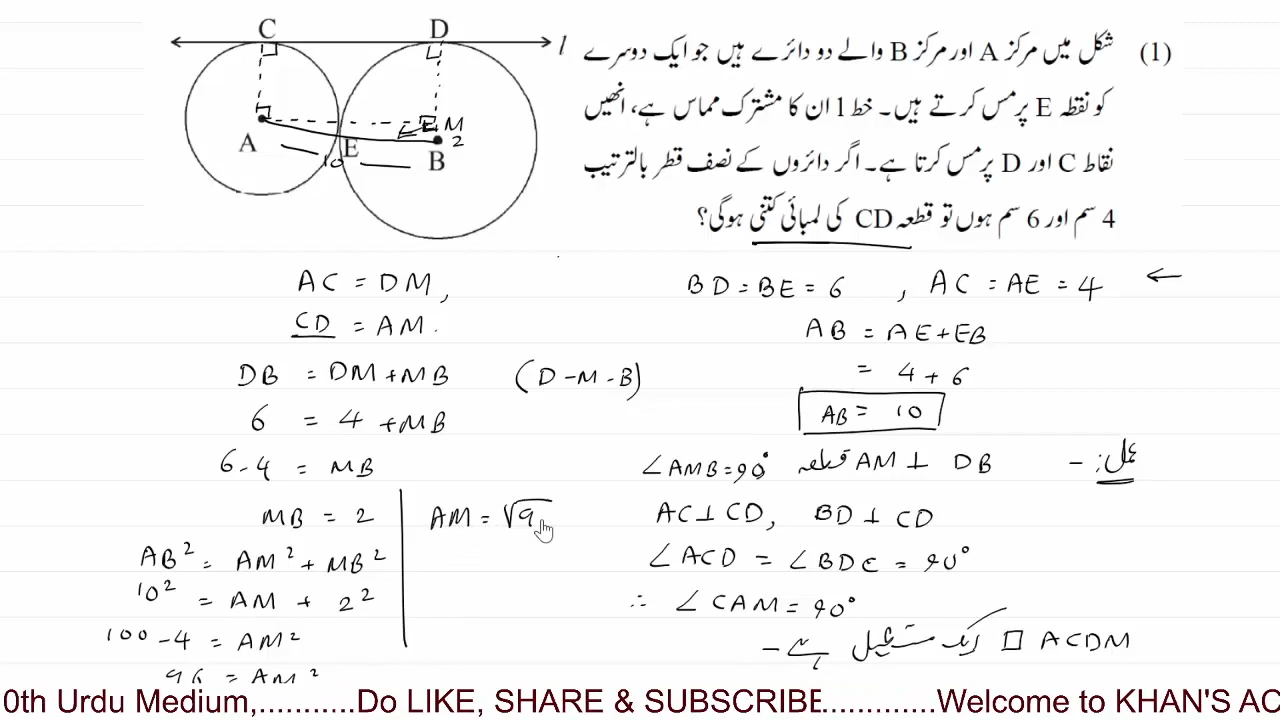 C D l
A E B M 2
10
(1) شکل میں مرکز A اور مرکز B والے دو دائرے ہیں جو ایک دوسرے
کو نقطہ E پر مس کرتے ہیں۔ خط l ان کا مشترک مماس ہے، انھیں
نقاط C اور D پر مس کرتا ہے۔ اگر دائروں کے نصف قطر بالترتیب
4 سم اور 6 سم ہوں تو قطعہ CD کی لمبائی کتنی ہوگی؟
BD = BE = 6 , AC = AE = 4 ←
AB = AE + EB
= 4 + 6
AB = 10
عمل :-
∠AMB = 90° قطعہ AM ⊥ DB
AC ⊥ CD, BD ⊥ CD
∠ACD = ∠BDC = 90°
∴ ∠CAM = 90°
□ ACDM ایک مستطیل ہے -
AC = DM,
CD = AM.
DB = DM + MB (D-M-B)
6 = 4 + MB
6 - 4 = MB
MB = 2
AB² = AM² + MB²
10² = AM + 2²
100 - 4 = AM²
96 = AM²
AM = √9
0th Urdu Medium,...........Do LIKE, SHARE & SUBSCRIBE.............Welcome to KHAN'S AC